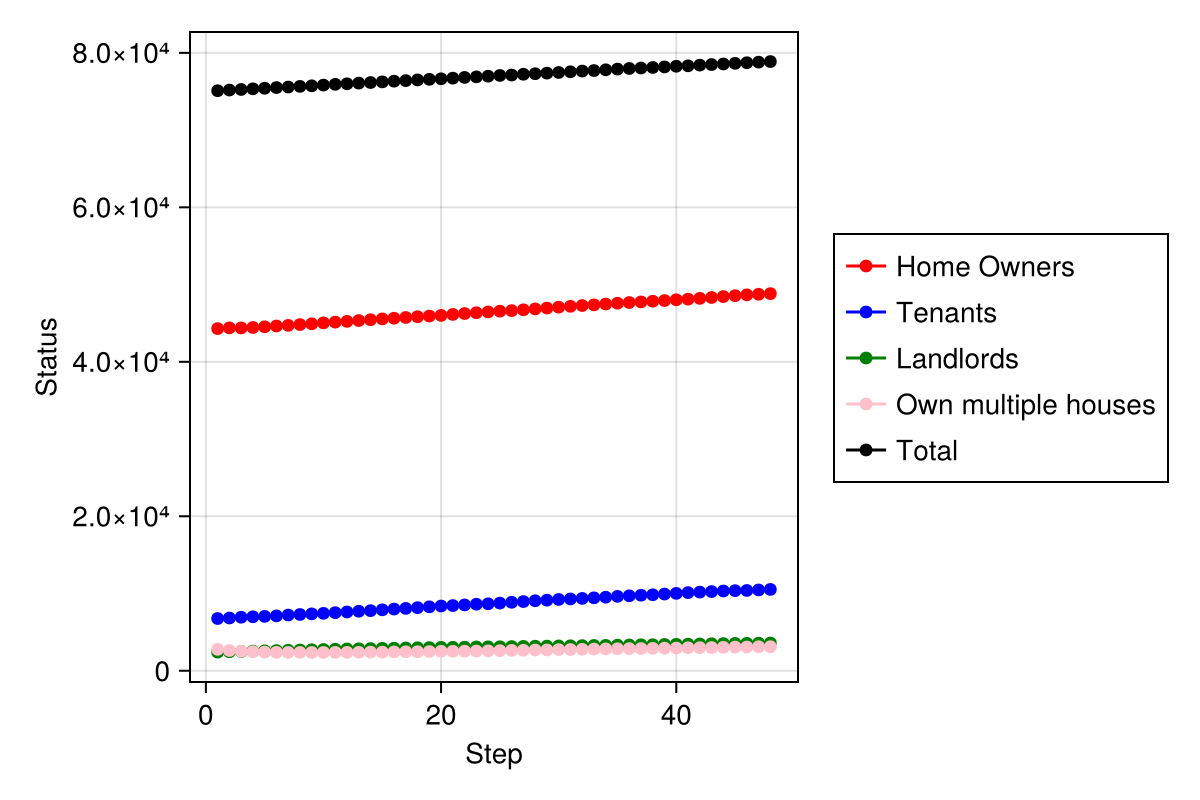 8.0×10⁴
6.0×10⁴
4.0×10⁴
2.0×10⁴
0
Status
0 20 40
Step
Home Owners
Tenants
Landlords
Own multiple houses
Total